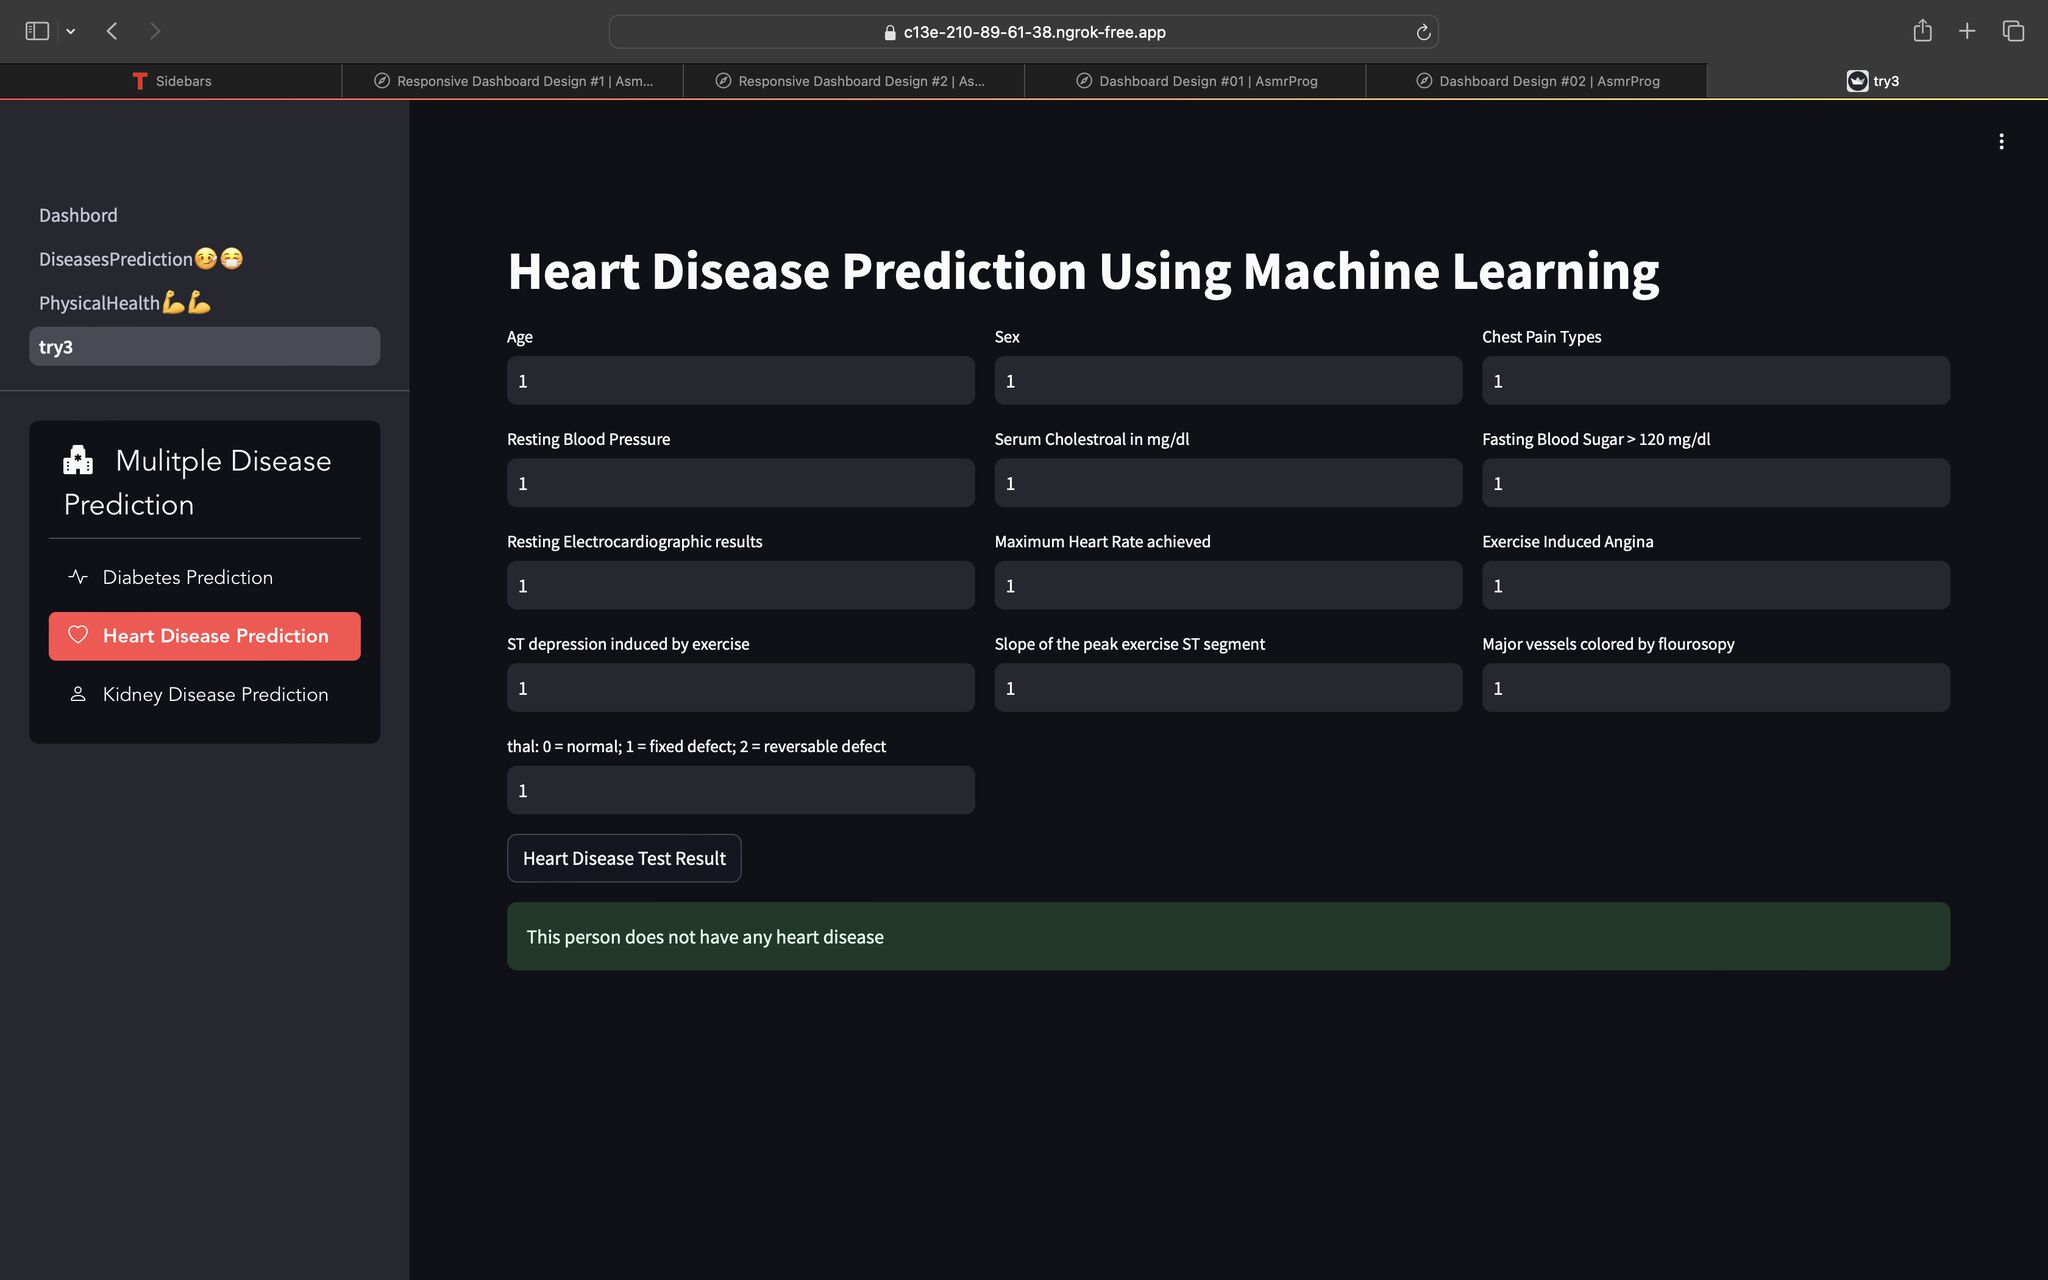 c13e-210-89-61-38.ngrok-free.app
Sidebars
Responsive Dashboard Design #1 | Asm...
Responsive Dashboard Design #2 | As...
Dashboard Design #01 | AsmrProg
Dashboard Design #02 | AsmrProg
try3
Dashbord
DiseasesPrediction🤒😷
PhysicalHealth💪💪
try3
Mulitple Disease
Prediction
Diabetes Prediction
Heart Disease Prediction
Kidney Disease Prediction
Heart Disease Prediction Using Machine Learning
Age
1
Sex
1
Chest Pain Types
1
Resting Blood Pressure
1
Serum Cholestroal in mg/dl
1
Fasting Blood Sugar > 120 mg/dl
1
Resting Electrocardiographic results
1
Maximum Heart Rate achieved
1
Exercise Induced Angina
1
ST depression induced by exercise
1
Slope of the peak exercise ST segment
1
Major vessels colored by flourosopy
1
thal: 0 = normal; 1 = fixed defect; 2 = reversable defect
1
Heart Disease Test Result
This person does not have any heart disease